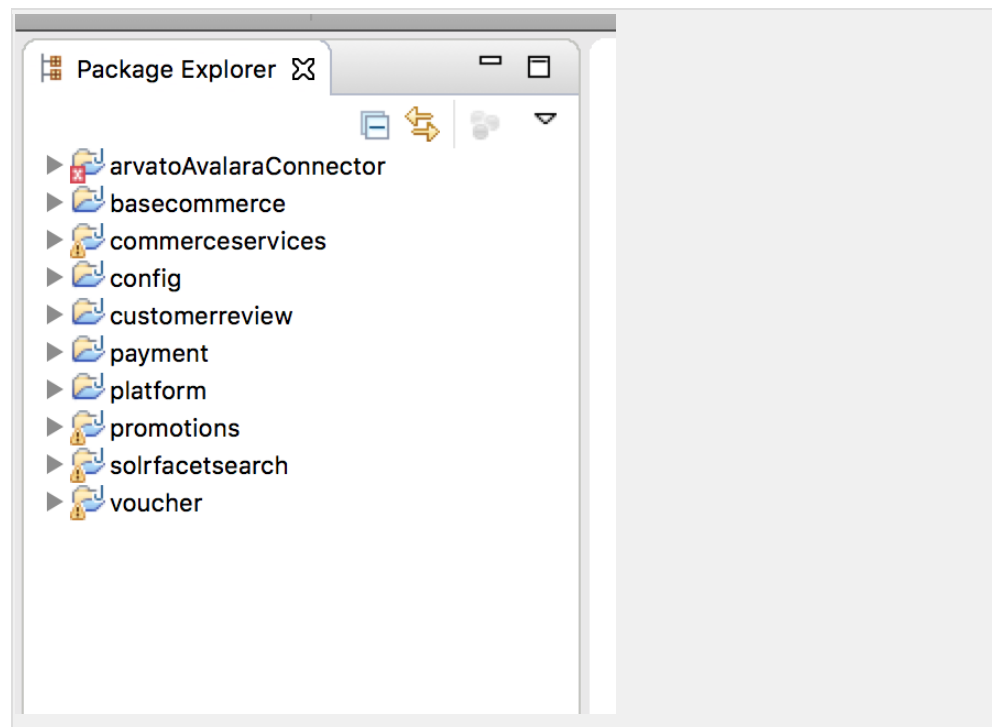 Package Explorer
arvatoAvalaraConnector
basecommerce
commerceservices
config
customerreview
payment
platform
promotions
solrfacetsearch
voucher